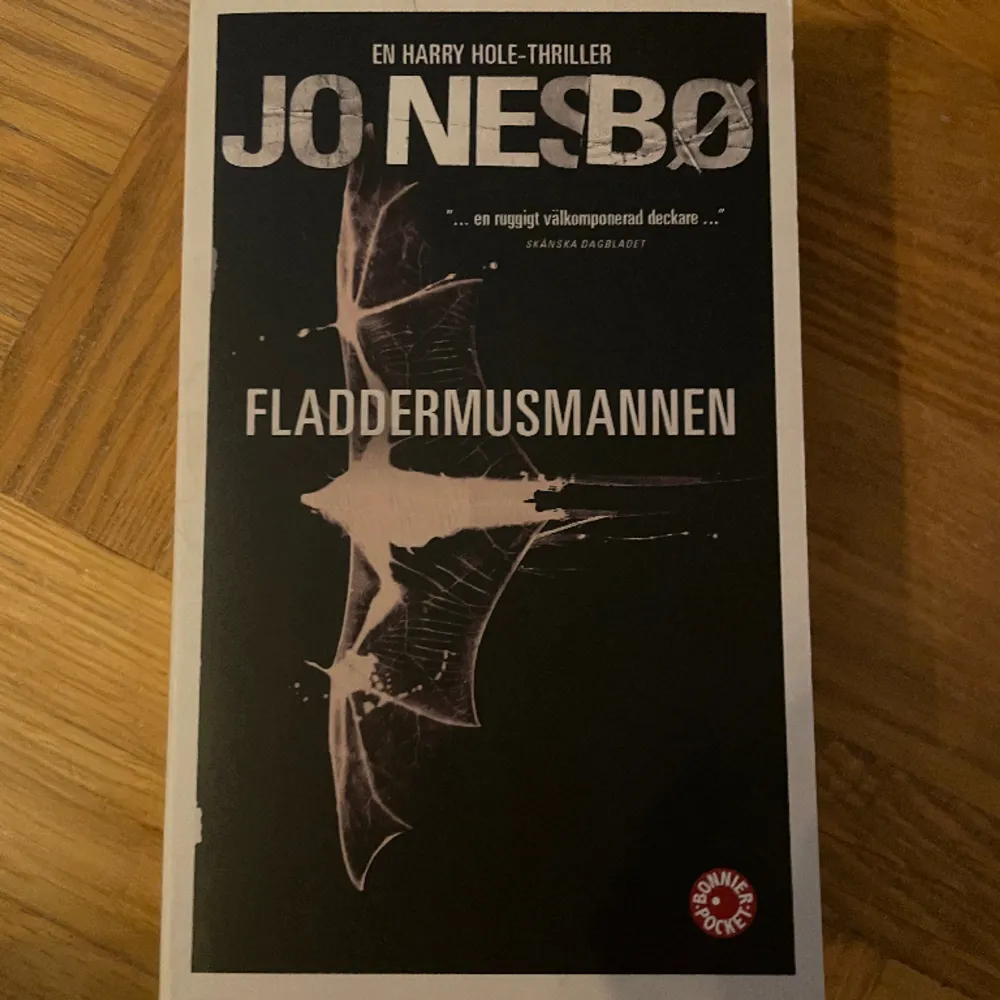 EN HARRY HOLE-THRILLER
JO NESBØ
"... en ruggigt välkomponerad deckare ..."
SKÅNSKA DAGBLADET
FLADDERMUSMANNEN
BONNIER
POCKET